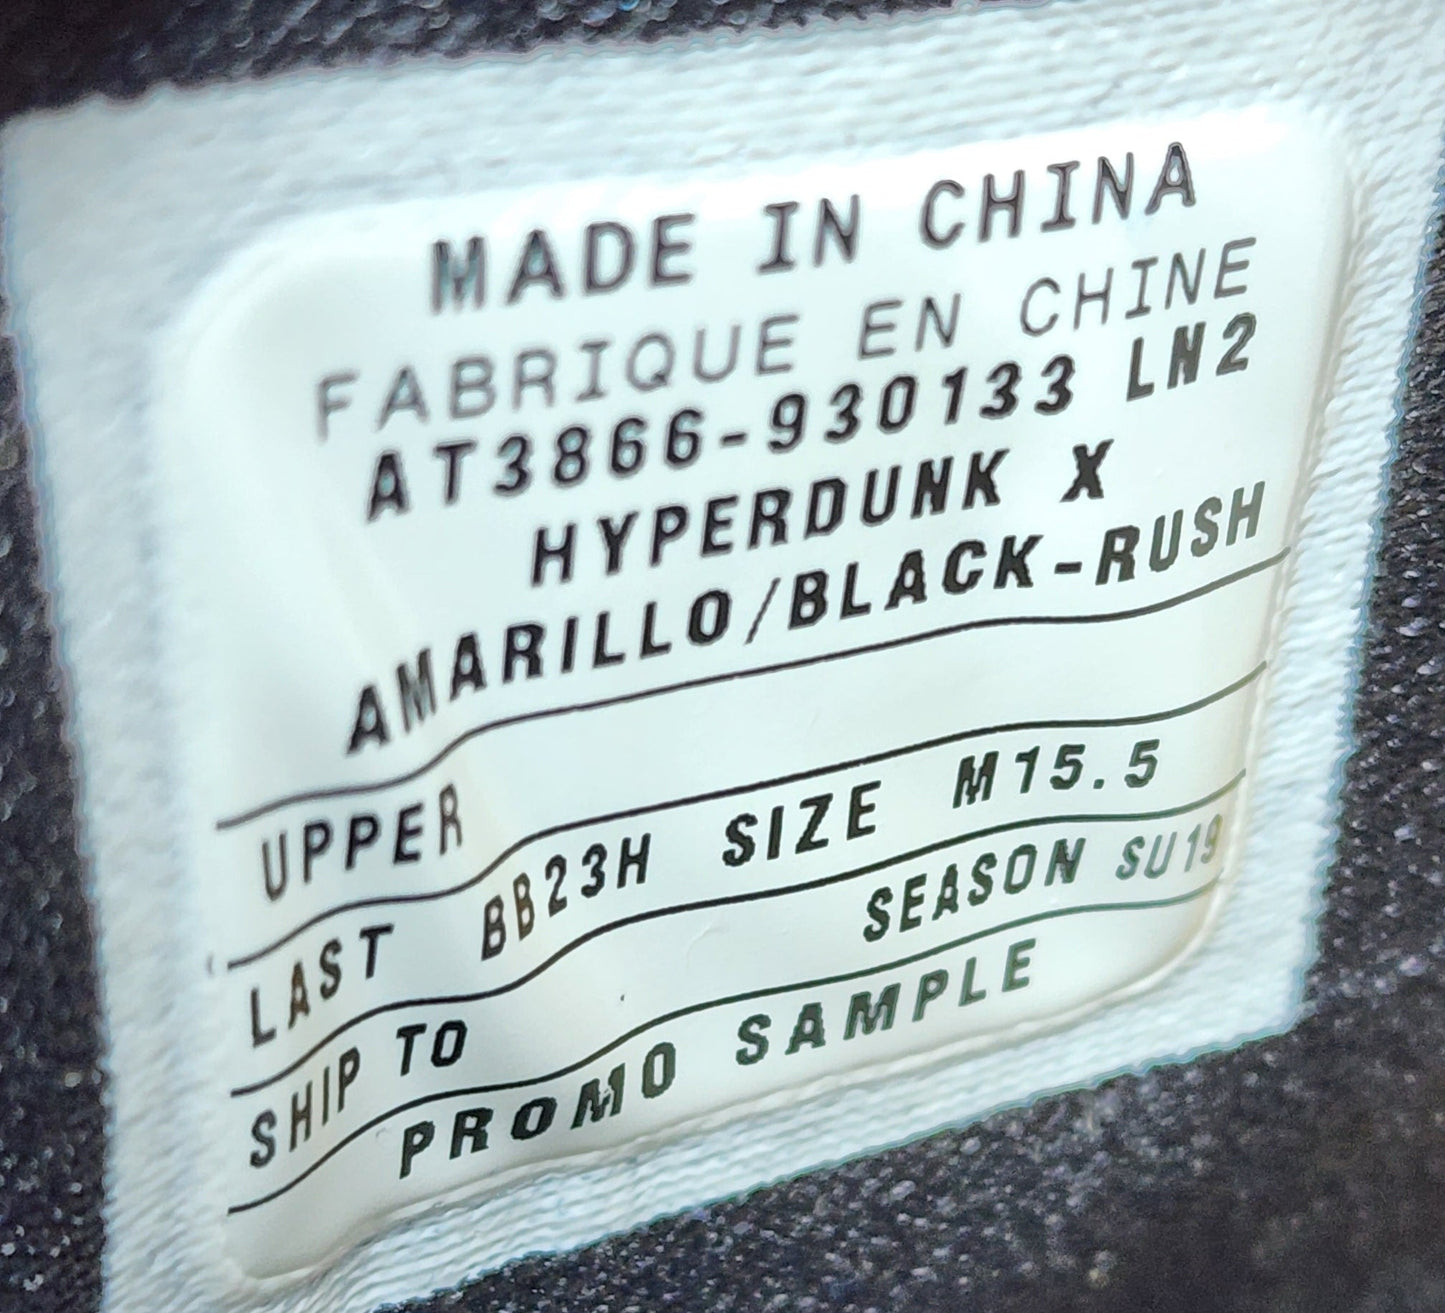 MADE IN CHINA
FABRIQUE EN CHINE
AT3866-930133 LN2
HYPERDUNK X
AMARILLO/BLACK-RUSH
UPPER
LAST BB23H SIZE M15.5
SHIP TO SEASON SU19
PROMO SAMPLE